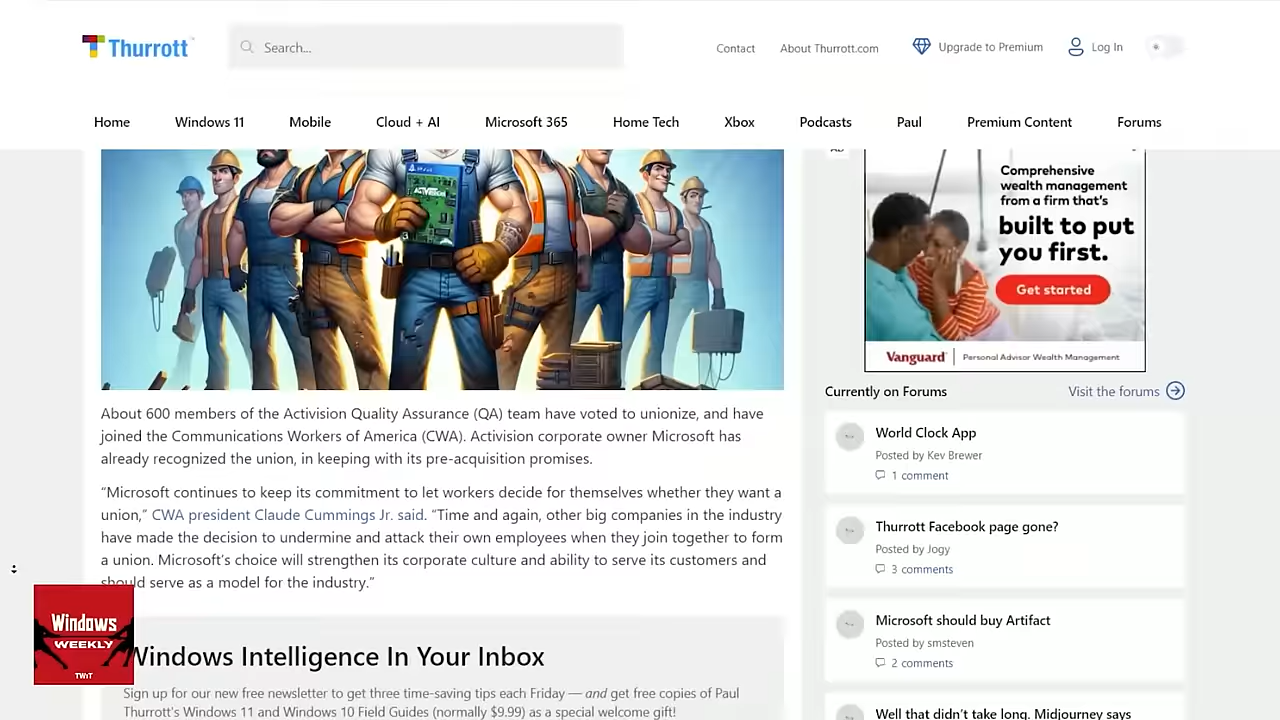 Thurrott
Search...
Contact
About Thurrott.com
Upgrade to Premium
Log In
Home
Windows 11
Mobile
Cloud + AI
Microsoft 365
Home Tech
Xbox
Podcasts
Paul
Premium Content
Forums
ACTIVISION
About 600 members of the Activision Quality Assurance (QA) team have voted to unionize, and have
joined the Communications Workers of America (CWA). Activision corporate owner Microsoft has
already recognized the union, in keeping with its pre-acquisition promises.
“Microsoft continues to keep its commitment to let workers decide for themselves whether they want a
union,” CWA president Claude Cummings Jr. said. “Time and again, other big companies in the industry
have made the decision to undermine and attack their own employees when they join together to form
a union. Microsoft’s choice will strengthen its corporate culture and ability to serve its customers and
should serve as a model for the industry.”
Windows Intelligence In Your Inbox
Sign up for our new free newsletter to get three time-saving tips each Friday — and get free copies of Paul
Thurrott's Windows 11 and Windows 10 Field Guides (normally $9.99) as a special welcome gift!
Windows
WEEKLY
TWiT
AD
Comprehensive
wealth management
from a firm that's
built to put
you first.
Get started
Vanguard
Personal Advisor Wealth Management
Currently on Forums
Visit the forums
World Clock App
Posted by Kev Brewer
1 comment
Thurrott Facebook page gone?
Posted by Jogy
3 comments
Microsoft should buy Artifact
Posted by smsteven
2 comments
Well that didn’t take long. Midjourney says